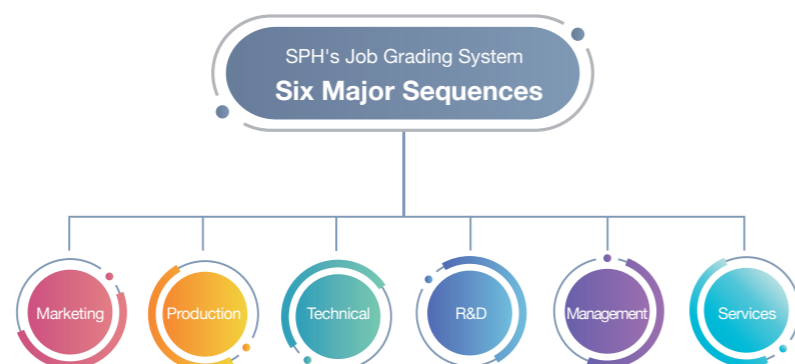 SPH's Job Grading System
Six Major Sequences
Marketing
Production
Technical
R&D
Management
Services